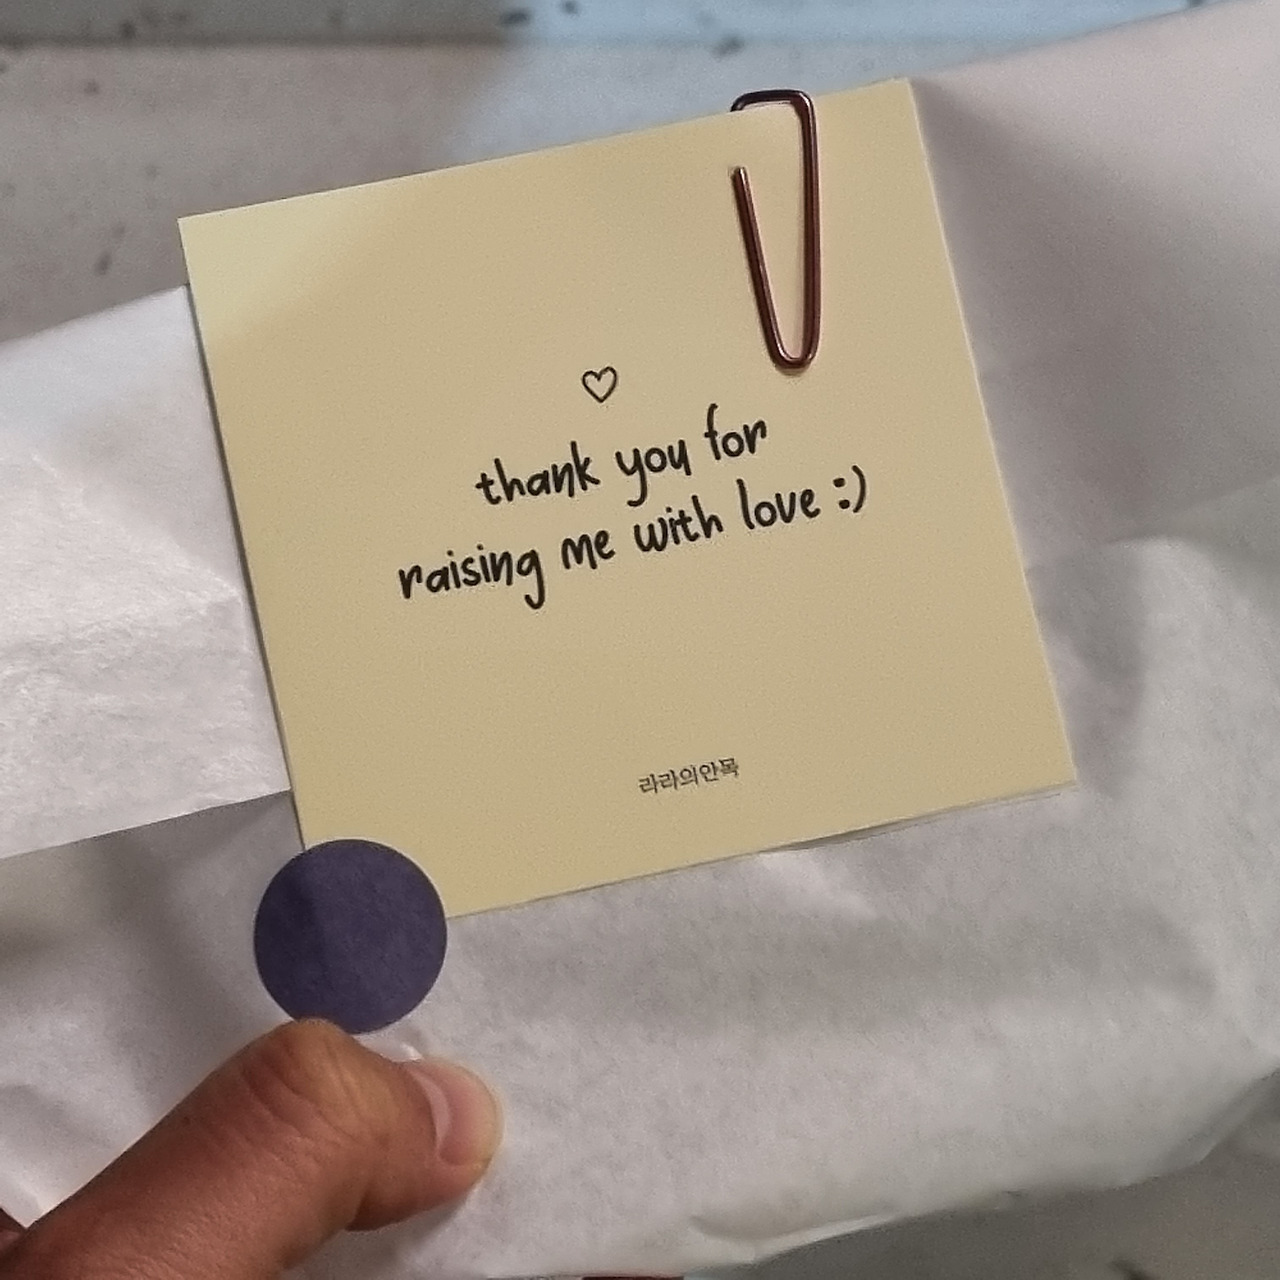 thank you for
raising me with love :)
라라의안목